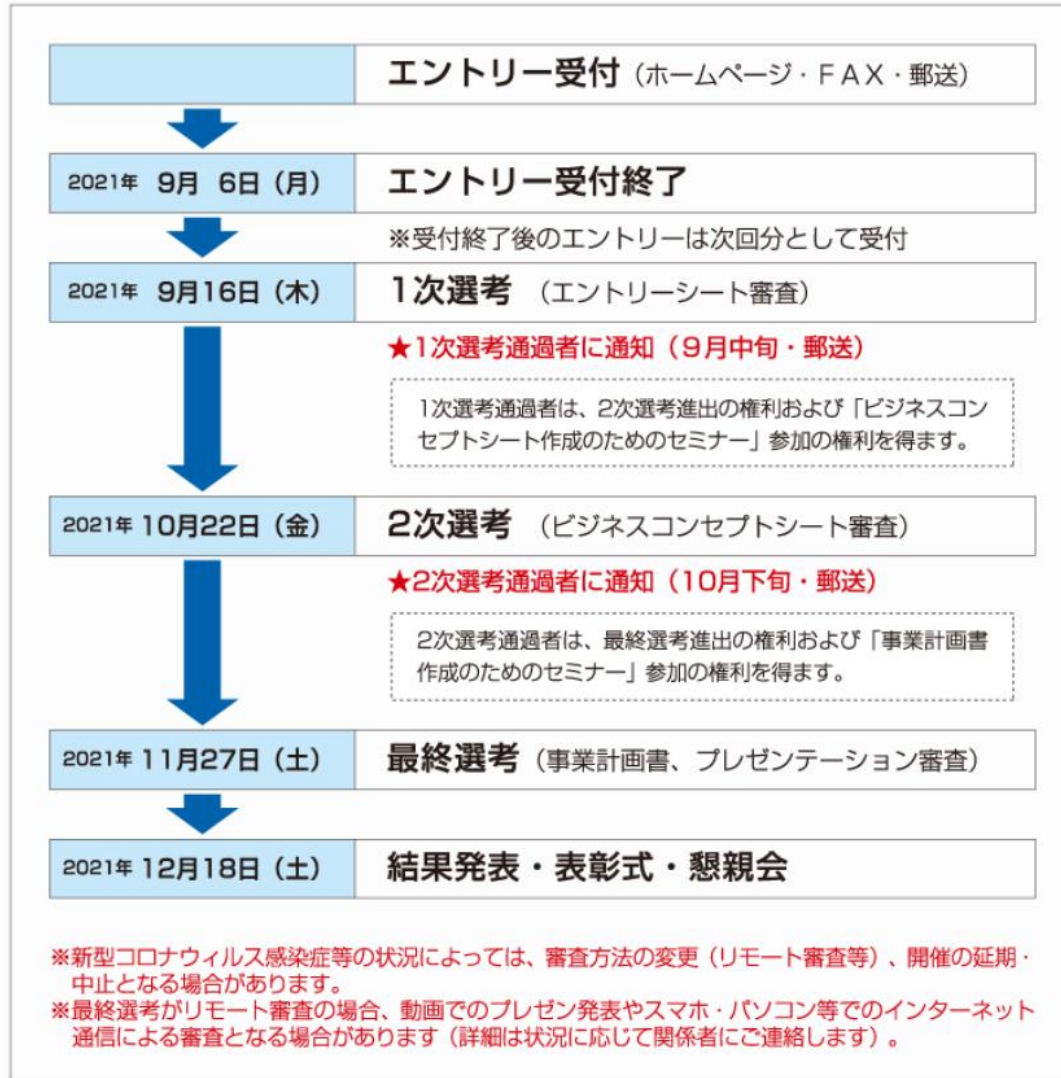 エントリー受付（ホームページ・ＦＡＸ・郵送）
2021年 9月 6日（月） エントリー受付終了
※受付終了後のエントリーは次回分として受付
2021年 9月16日（木） 1次選考 （エントリーシート審査）
★1次選考通過者に通知（９月中旬・郵送）
1次選考通過者は、2次選考進出の権利および「ビジネスコン
セプトシート作成のためのセミナー」参加の権利を得ます。
2021年 10月22日（金） 2次選考 （ビジネスコンセプトシート審査）
★2次選考通過者に通知（10月下旬・郵送）
2次選考通過者は、最終選考進出の権利および「事業計画書
作成のためのセミナー」参加の権利を得ます。
2021年 11月27日（土） 最終選考（事業計画書、プレゼンテーション審査）
2021年 12月18日（土） 結果発表・表彰式・懇親会
※新型コロナウィルス感染症等の状況によっては、審査方法の変更（リモート審査等）、開催の延期・
中止となる場合があります。
※最終選考がリモート審査の場合、動画でのプレゼン発表やスマホ・パソコン等でのインターネット
通信による審査となる場合があります（詳細は状況に応じて関係者にご連絡します）。